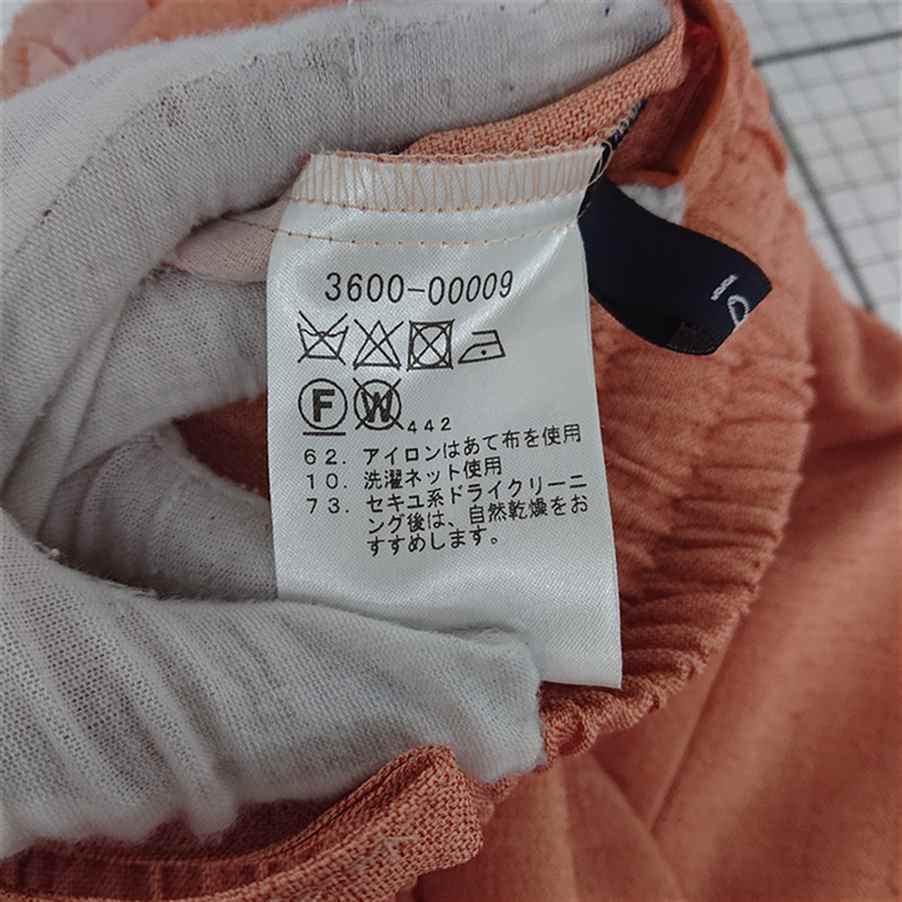 3600-00009
F W 442
62. アイロンはあて布を使用
10. 洗濯ネット使用
73. セキユ系ドライクリーニ
ング後は、自然乾燥をお
すすめします。